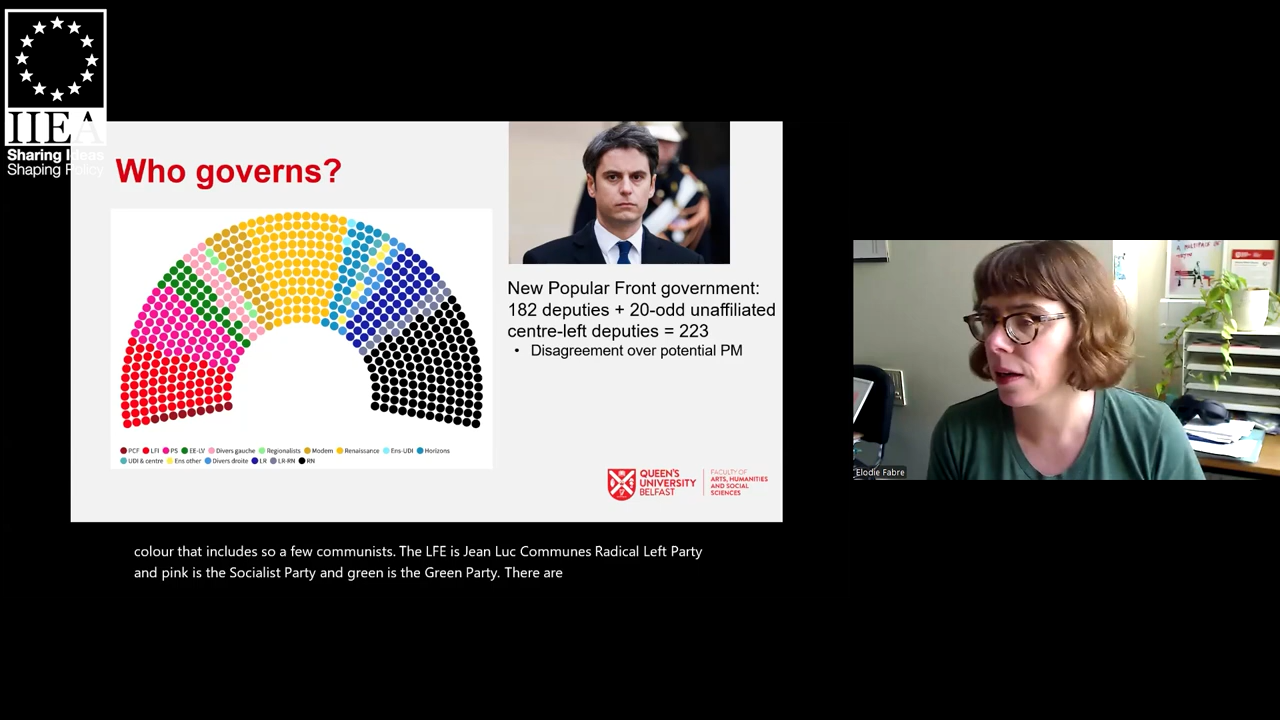 IIEA
Sharing Ideas
Shaping Policy
Who governs?
New Popular Front government:
182 deputies + 20-odd unaffiliated
centre-left deputies = 223
• Disagreement over potential PM
PCF LFI PS EE-LV Divers gauche Regionalists Modem Renaissance Ens-UDI Horizons
UDI & centre Ens other Divers droite LR LR-RN RN
QUEEN'S
UNIVERSITY
BELFAST
FACULTY OF
ARTS, HUMANITIES
AND SOCIAL
SCIENCES
Elodie Fabre
colour that includes so a few communists. The LFE is Jean Luc Communes Radical Left Party
and pink is the Socialist Party and green is the Green Party. There are